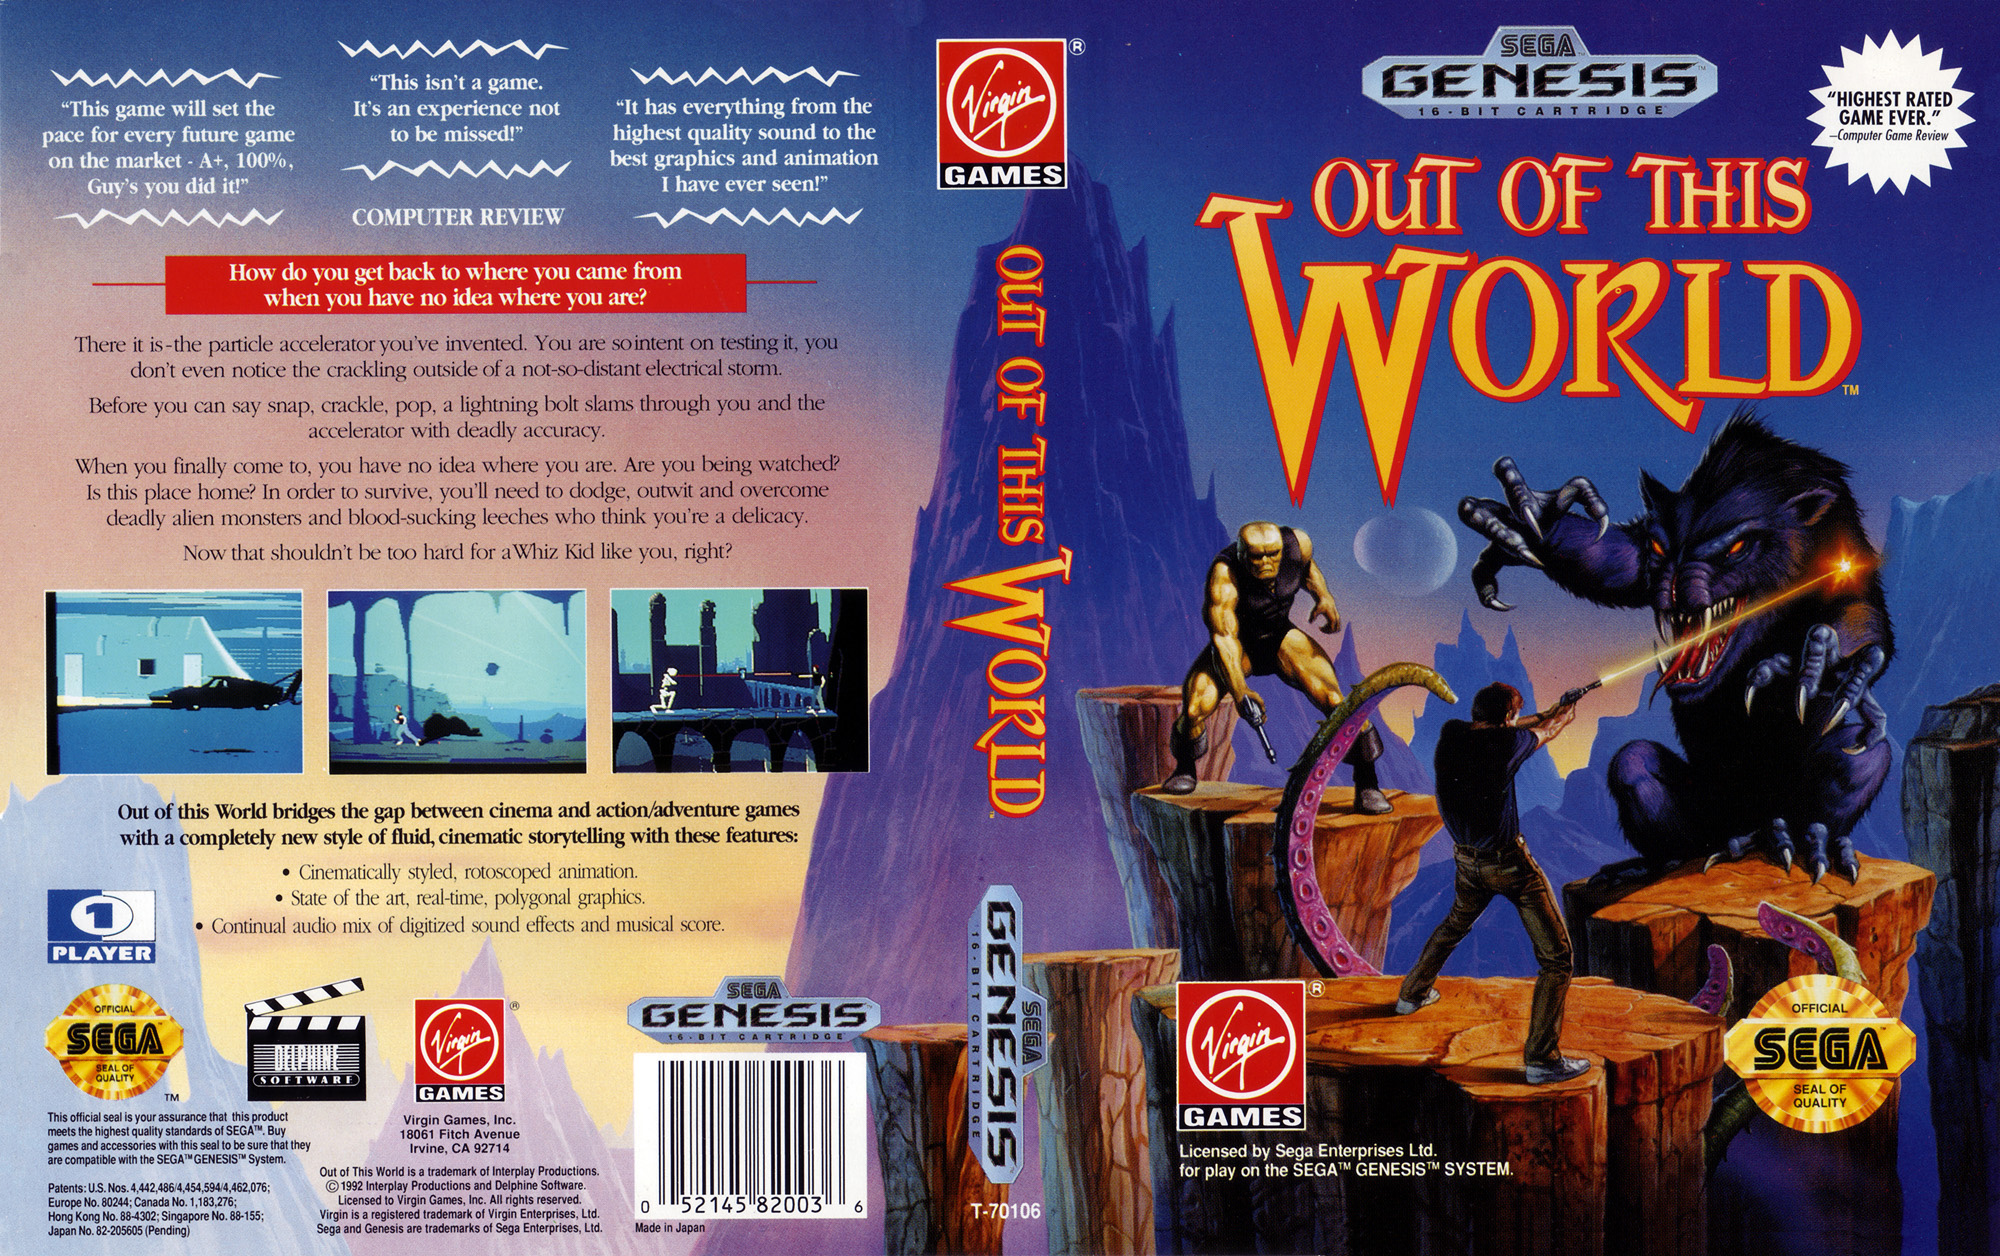 "This game will set the
pace for every future game
on the market - A+, 100%,
Guy's you did it!"
"This isn't a game.
It's an experience not
to be missed!"
COMPUTER REVIEW
"It has everything from the
highest quality sound to the
best graphics and animation
I have ever seen!"
How do you get back to where you came from
when you have no idea where you are?
There it is-the particle accelerator you've invented. You are so intent on testing it, you
don't even notice the crackling outside of a not-so-distant electrical storm.
Before you can say snap, crackle, pop, a lightning bolt slams through you and the
accelerator with deadly accuracy.
When you finally come to, you have no idea where you are. Are you being watched?
Is this place home? In order to survive, you'll need to dodge, outwit and overcome
deadly alien monsters and blood-sucking leeches who think you're a delicacy.
Now that shouldn't be too hard for a Whiz Kid like you, right?
Out of this World bridges the gap between cinema and action/adventure games
with a completely new style of fluid, cinematic storytelling with these features:
• Cinematically styled, rotoscoped animation.
• State of the art, real-time, polygonal graphics.
• Continual audio mix of digitized sound effects and musical score.
1
PLAYER
OFFICIAL
SEGA
SEAL OF
QUALITY
TM
This official seal is your assurance that this product
meets the highest quality standards of SEGA™. Buy
games and accessories with this seal to be sure that they
are compatible with the SEGA™ GENESIS™ System.
Patents: U.S. Nos. 4,442,486/4,454,594/4,462,076;
Europe No. 80244; Canada No. 1,183,276;
Hong Kong No. 88-4302; Singapore No. 88-155;
Japan No. 82-205605 (Pending)
DELPHINE
SOFTWARE
Virgin ®
GAMES
Virgin Games, Inc.
18061 Fitch Avenue
Irvine, CA 92714
Out of This World is a trademark of Interplay Productions.
©1992 Interplay Productions and Delphine Software.
Licensed to Virgin Games, Inc. All rights reserved.
Virgin is a registered trademark of Virgin Enterprises, Ltd.
Sega and Genesis are trademarks of Sega Enterprises, Ltd.
SEGA
GENESIS
16-BIT CARTRIDGE
0 52145 82003 6
Made in Japan
Virgin ®
GAMES
OUT OF THIS WORLD ™
SEGA
GENESIS
16-BIT CARTRIDGE
T-70106
SEGA
GENESIS™
16-BIT CARTRIDGE
"HIGHEST RATED
GAME EVER."
—Computer Game Review
OUT OF THIS
WORLD™
Virgin ®
GAMES
Licensed by Sega Enterprises Ltd.
for play on the SEGA™ GENESIS™ SYSTEM.
OFFICIAL
SEGA™
SEAL OF
QUALITY